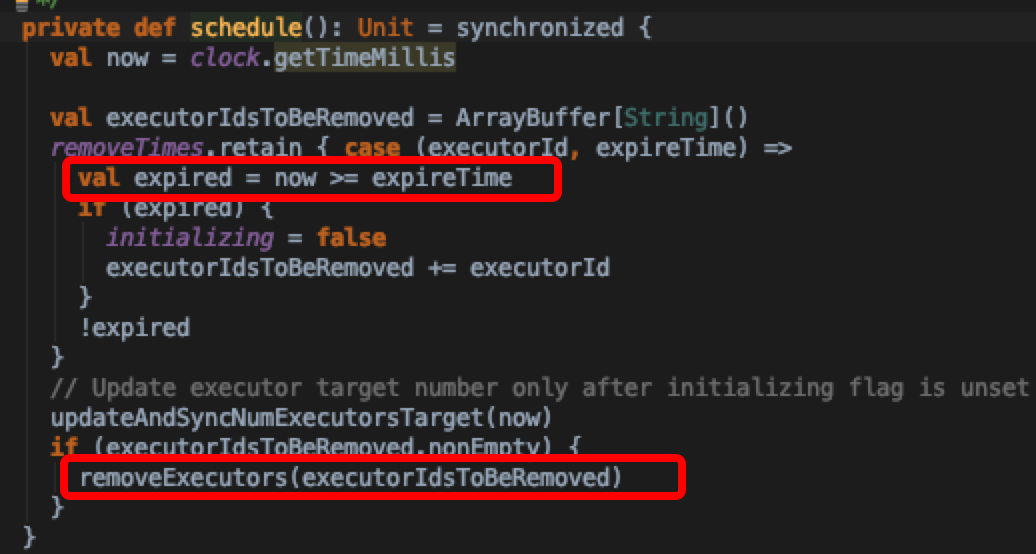 */
private def schedule(): Unit = synchronized {
  val now = clock.getTimeMillis

  val executorIdsToBeRemoved = ArrayBuffer[String]()
  removeTimes.retain { case (executorId, expireTime) =>
    val expired = now >= expireTime
    if (expired) {
      initializing = false
      executorIdsToBeRemoved += executorId
    }
    !expired
  }
  // Update executor target number only after initializing flag is unset
  updateAndSyncNumExecutorsTarget(now)
  if (executorIdsToBeRemoved.nonEmpty) {
    removeExecutors(executorIdsToBeRemoved)
  }
}